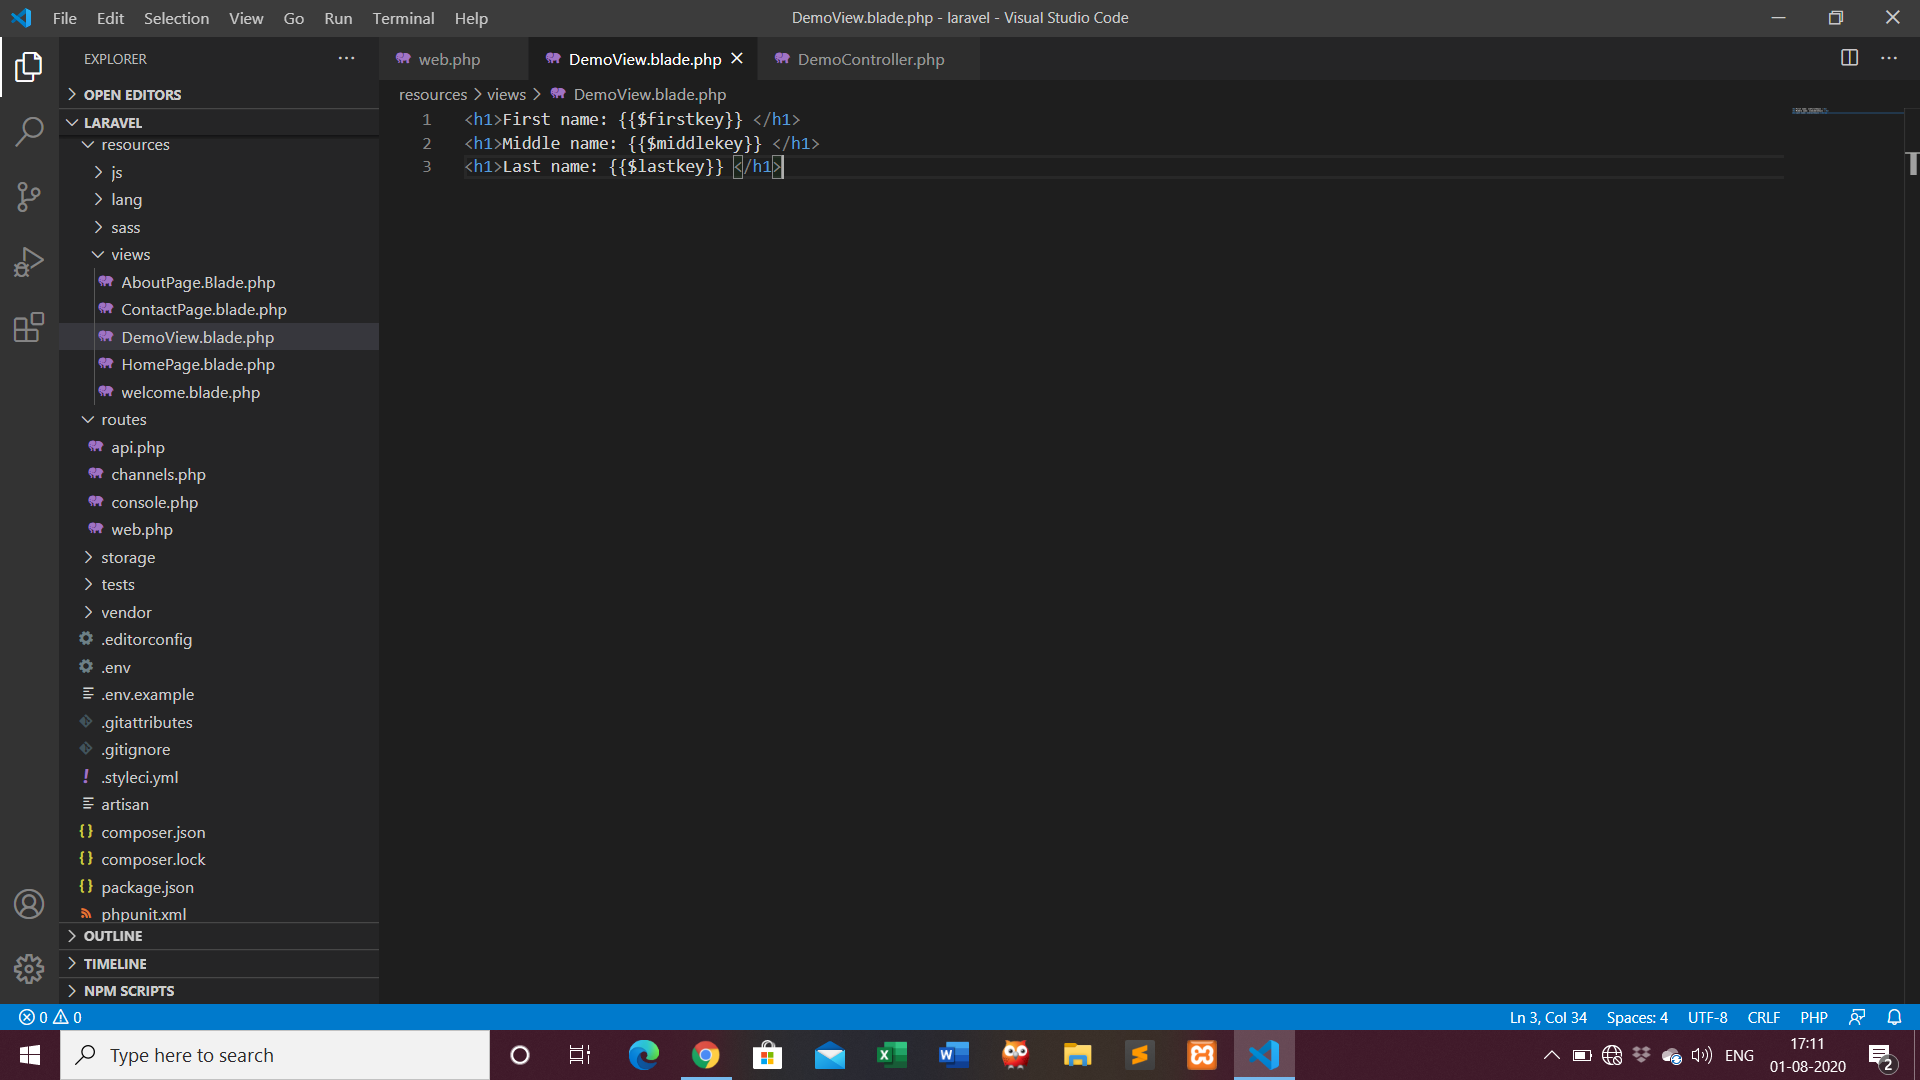 File Edit Selection View Go Run Terminal Help
DemoView.blade.php - laravel - Visual Studio Code
EXPLORER
OPEN EDITORS
LARAVEL
resources
js
lang
sass
views
AboutPage.Blade.php
ContactPage.blade.php
DemoView.blade.php
HomePage.blade.php
welcome.blade.php
routes
api.php
channels.php
console.php
web.php
storage
tests
vendor
.editorconfig
.env
.env.example
.gitattributes
.gitignore
.styleci.yml
artisan
composer.json
composer.lock
package.json
phpunit.xml
OUTLINE
TIMELINE
NPM SCRIPTS
web.php DemoView.blade.php DemoController.php
resources > views > DemoView.blade.php
1 <h1>First name: {{$firstkey}} </h1>
2 <h1>Middle name: {{$middlekey}} </h1>
3 <h1>Last name: {{$lastkey}} </h1>
0 0 Ln 3, Col 34 Spaces: 4 UTF-8 CRLF PHP
Type here to search
ENG
17:11
01-08-2020
2